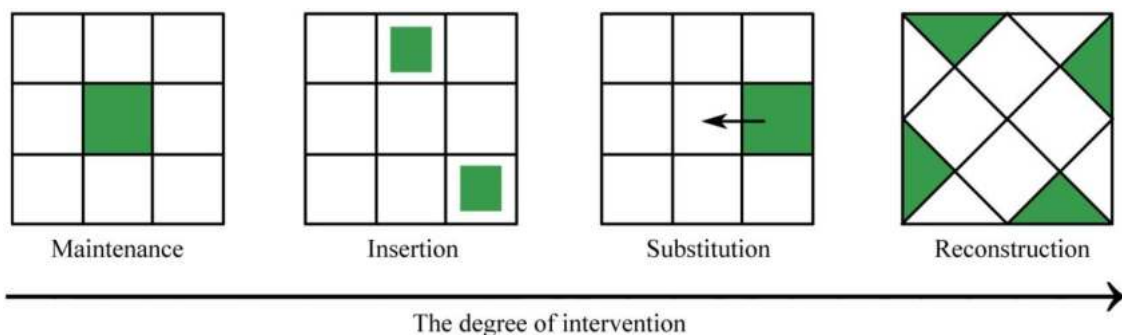 Maintenance
Insertion
Substitution
Reconstruction
The degree of intervention